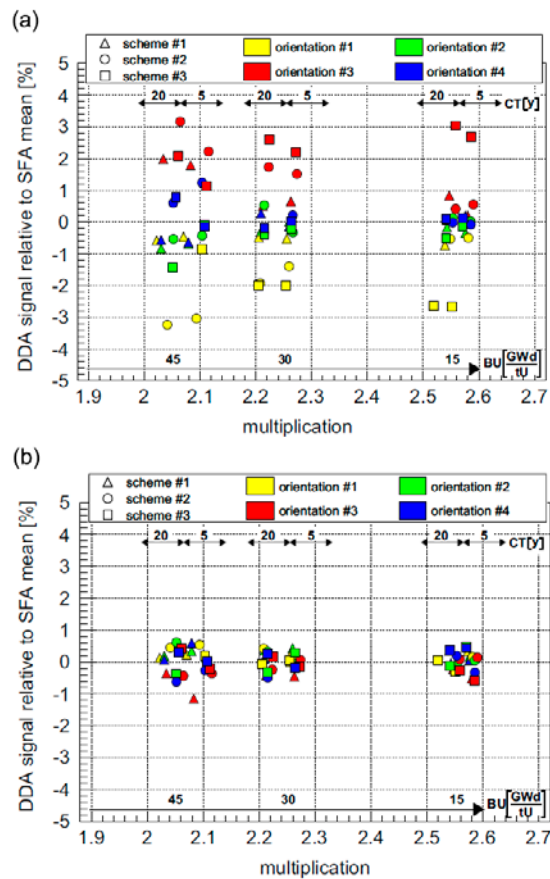 (a)
△ scheme #1 orientation #1 orientation #2
○ scheme #2
□ scheme #3 orientation #3 orientation #4
20 5 20 5 20 5 CT[y]
DDA signal relative to SFA mean [%]
5
4
3
2
1
0
-1
-2
-3
-4
-5
45 30 15 BU[GWd/tU]
1.9 2 2.1 2.2 2.3 2.4 2.5 2.6 2.7
multiplication
(b)
△ scheme #1 orientation #1 orientation #2
○ scheme #2
□ scheme #3 orientation #3 orientation #4
20 5 20 5 20 5 CT[y]
DDA signal relative to SFA mean [%]
5
4
3
2
1
0
-1
-2
-3
-4
-5
45 30 15 BU[GWd/tU]
1.9 2 2.1 2.2 2.3 2.4 2.5 2.6 2.7
multiplication